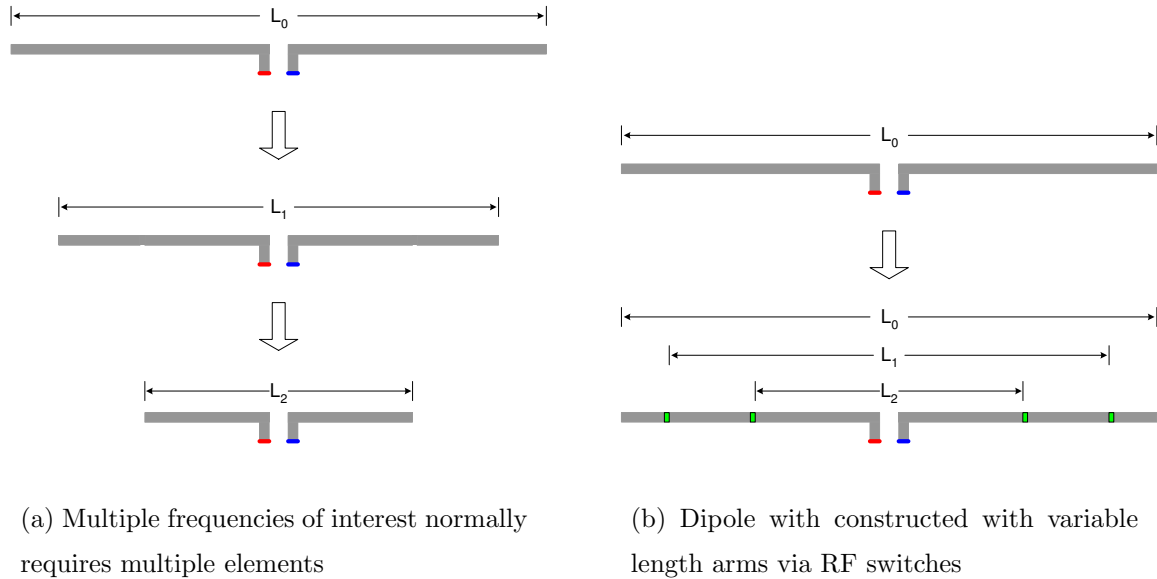 L₀
L₁
L₂
(a) Multiple frequencies of interest normally
requires multiple elements
L₀
L₀
L₁
L₂
(b) Dipole with constructed with variable
length arms via RF switches